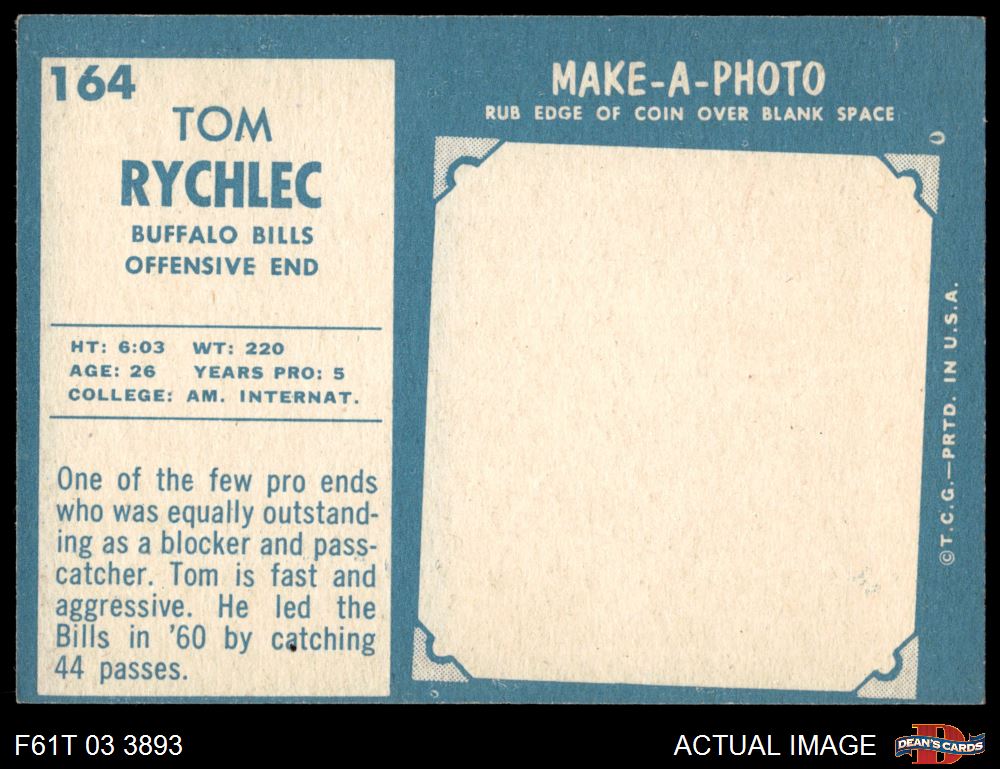 164
TOM
RYCHLEC
BUFFALO BILLS
OFFENSIVE END
HT: 6:03 WT: 220
AGE: 26 YEARS PRO: 5
COLLEGE: AM. INTERNAT.
One of the few pro ends
who was equally outstand-
ing as a blocker and pass-
catcher. Tom is fast and
aggressive. He led the
Bills in '60 by catching
44 passes.
MAKE-A-PHOTO
RUB EDGE OF COIN OVER BLANK SPACE
©T.C.G.—PRTD. IN U.S.A.
F61T 03 3893
ACTUAL IMAGE
D
DEAN'S CARDS